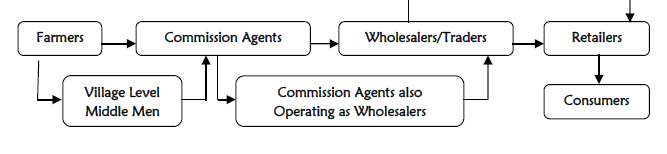 Farmers
Commission Agents
Wholesalers/Traders
Retailers
Village Level
Middle Men
Commission Agents also
Operating as Wholesalers
Consumers